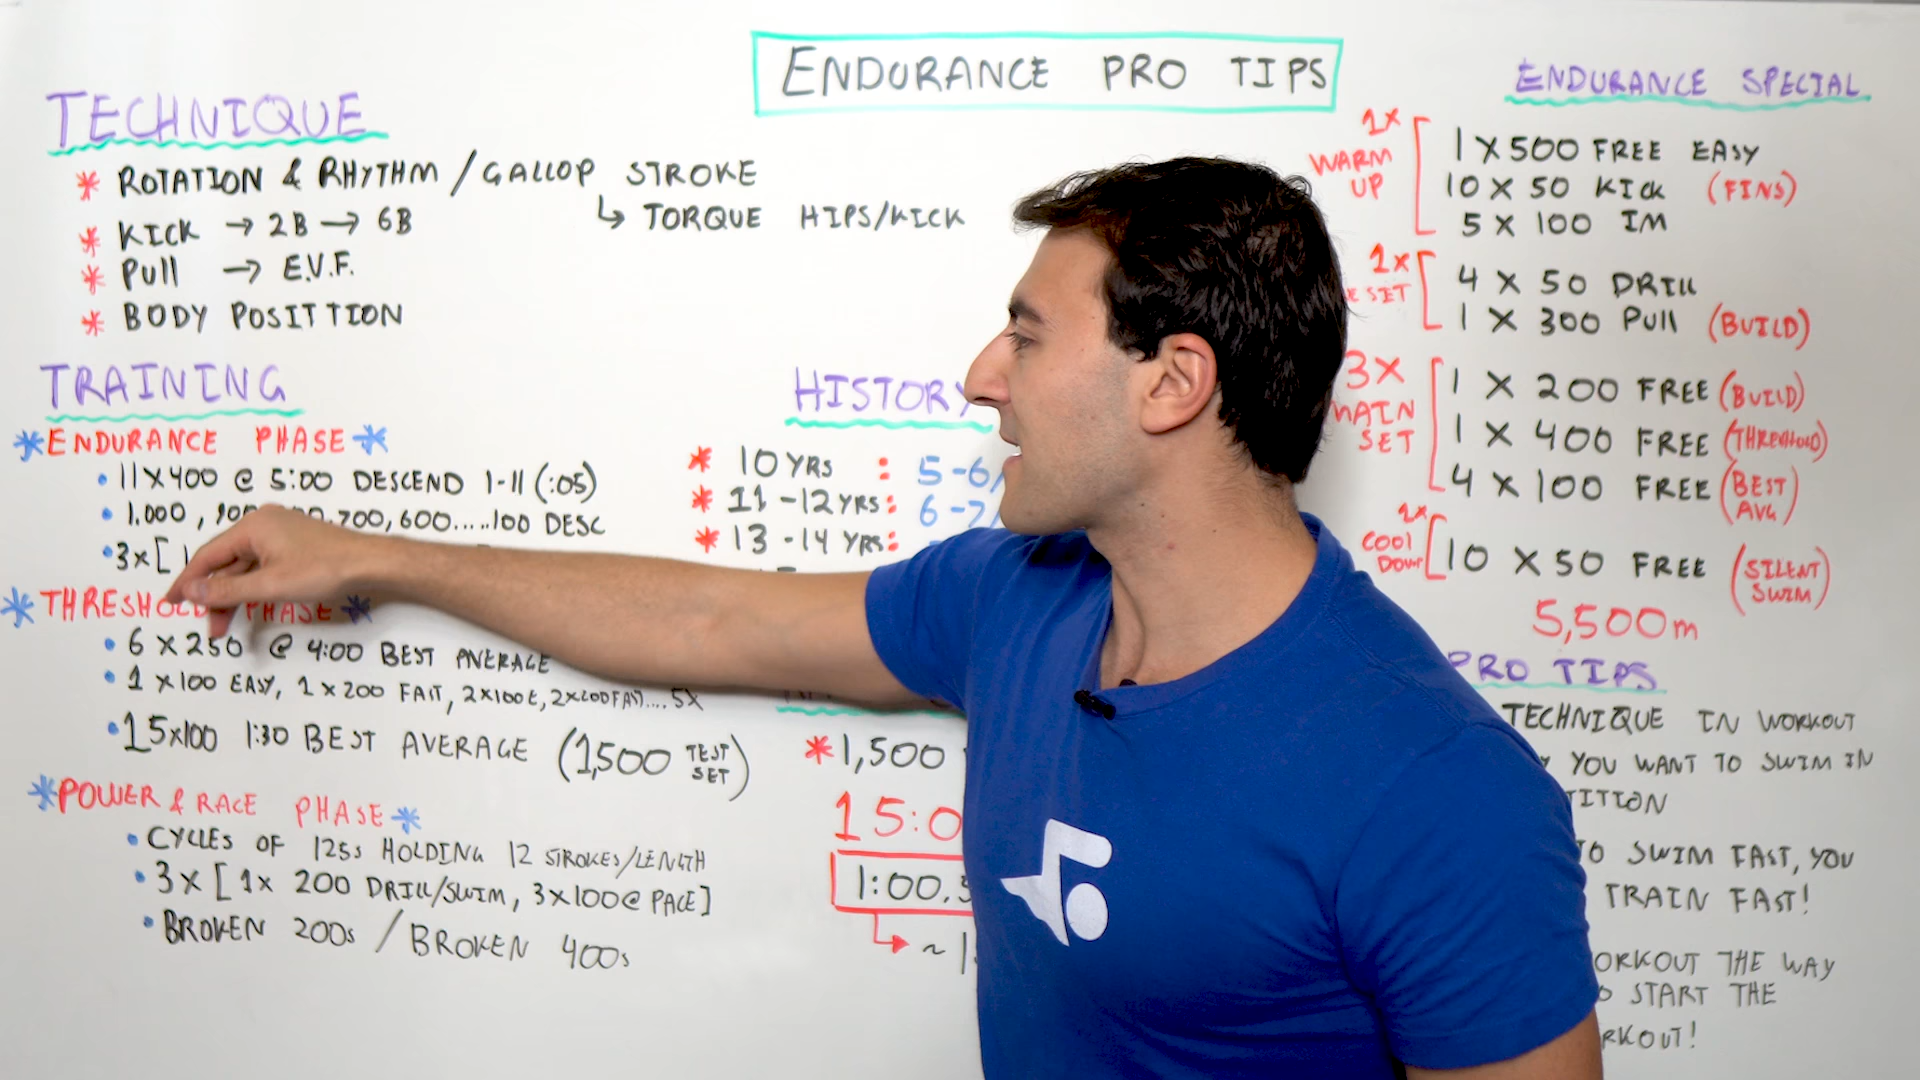 ENDURANCE PRO TIPS
TECHNIQUE
* ROTATION & RHYTHM / GALLOP STROKE
↳ TORQUE HIPS/KICK
* KICK → 2B → 6B
* PULL → E.V.F.
* BODY POSITTION
TRAINING
*ENDURANCE PHASE*
• 11X400 @ 5:00 DESCEND 1-11 (:05)
• 1,000, 700, 600.....100 DESC
• 3x[
*THRESHOLD PHASE*
• 6 X 250 @ 4:00 BEST AVERAGE
• 1 X100 EASY, 1 X 200 FAST, 2X100E, 2X200FAST.... 5X
• 15x100 1:30 BEST AVERAGE (1,500 TEST SET)
*POWER & RACE PHASE*
• CYCLES OF 125s HOLDING 12 STROKES/LENGTH
• 3x [1x 200 DRILL/SWIM, 3X100@ PACE]
• BROKEN 200s / BROKEN 400s
HISTORY
* 10 YRS : 5-6/
* 11-12 YRS: 6-7/
* 13-14 YRS:
* 1,500
15:0
1:00.5
~ 1
ENDURANCE SPECIAL
1x WARM UP
1 X 500 FREE EASY
10 X 50 KICK (FINS)
5 X 100 IM
1x SET
4 X 50 DRILL
1 X 300 PULL (BUILD)
3X MAIN SET
1 X 200 FREE (BUILD)
1 X 400 FREE (THRESHOLD)
4 X 100 FREE (BEST AVG)
1x COOL DOWN
10 X 50 FREE (SILENT SWIM)
5,500m
PRO TIPS
TECHNIQUE IN WORKOUT
YOU WANT TO SWIM IN
TO SWIM FAST, YOU
TRAIN FAST!
THE WAY
START THE